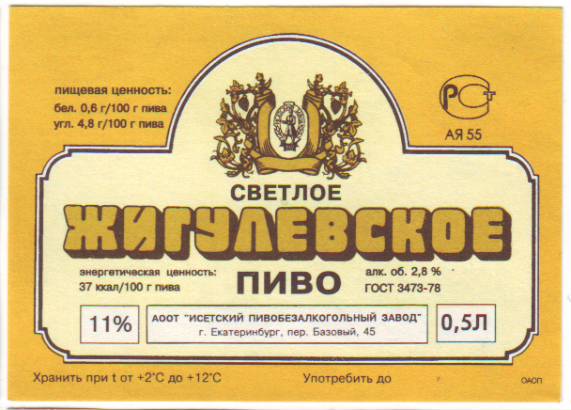 пищевая ценность:
бел. 0,6 г/100 г пива
угл. 4,8 г/100 г пива
РСТ
АЯ 55
СВЕТЛОЕ
ЖИГУЛЕВСКОЕ
ПИВО
энергетическая ценность:
37 ккал/100 г пива
алк. об. 2,8 %
ГОСТ 3473-78
11%
АООТ "ИСЕТСКИЙ ПИВОБЕЗАЛКОГОЛЬНЫЙ ЗАВОД"
г. Екатеринбург, пер. Базовый, 45
0,5Л
Хранить при t от +2°С до +12°С
Употребить до
ОАОП